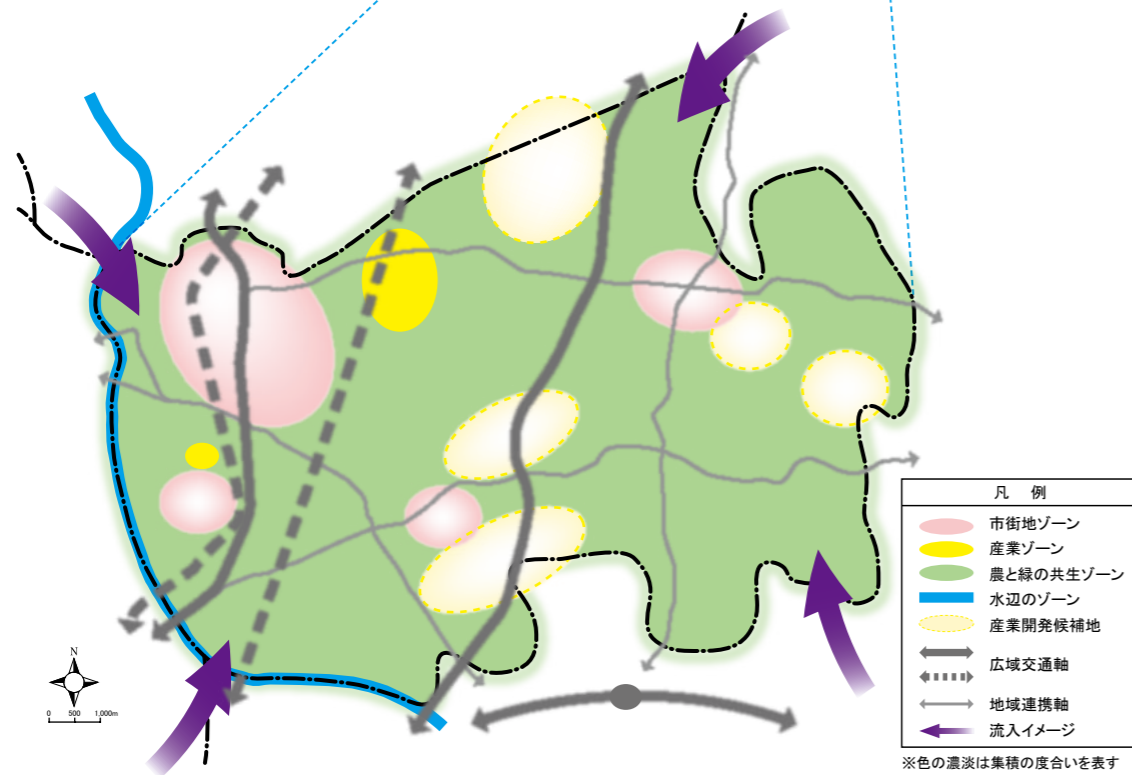 N
0 500 1,000m
凡 例
市街地ゾーン
産業ゾーン
農と緑の共生ゾーン
水辺のゾーン
産業開発候補地
広域交通軸
地域連携軸
流入イメージ
※色の濃淡は集積の度合いを表す